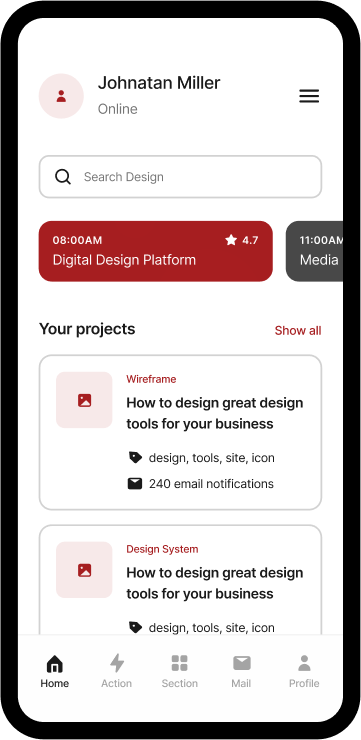 Johnatan Miller
Online
Search Design
08:00AM
4.7
Digital Design Platform
11:00AM
Media
Your projects
Show all
Wireframe
How to design great design
tools for your business
design, tools, site, icon
240 email notifications
Design System
How to design great design
tools for your business
design, tools, site, icon
Home
Action
Section
Mail
Profile